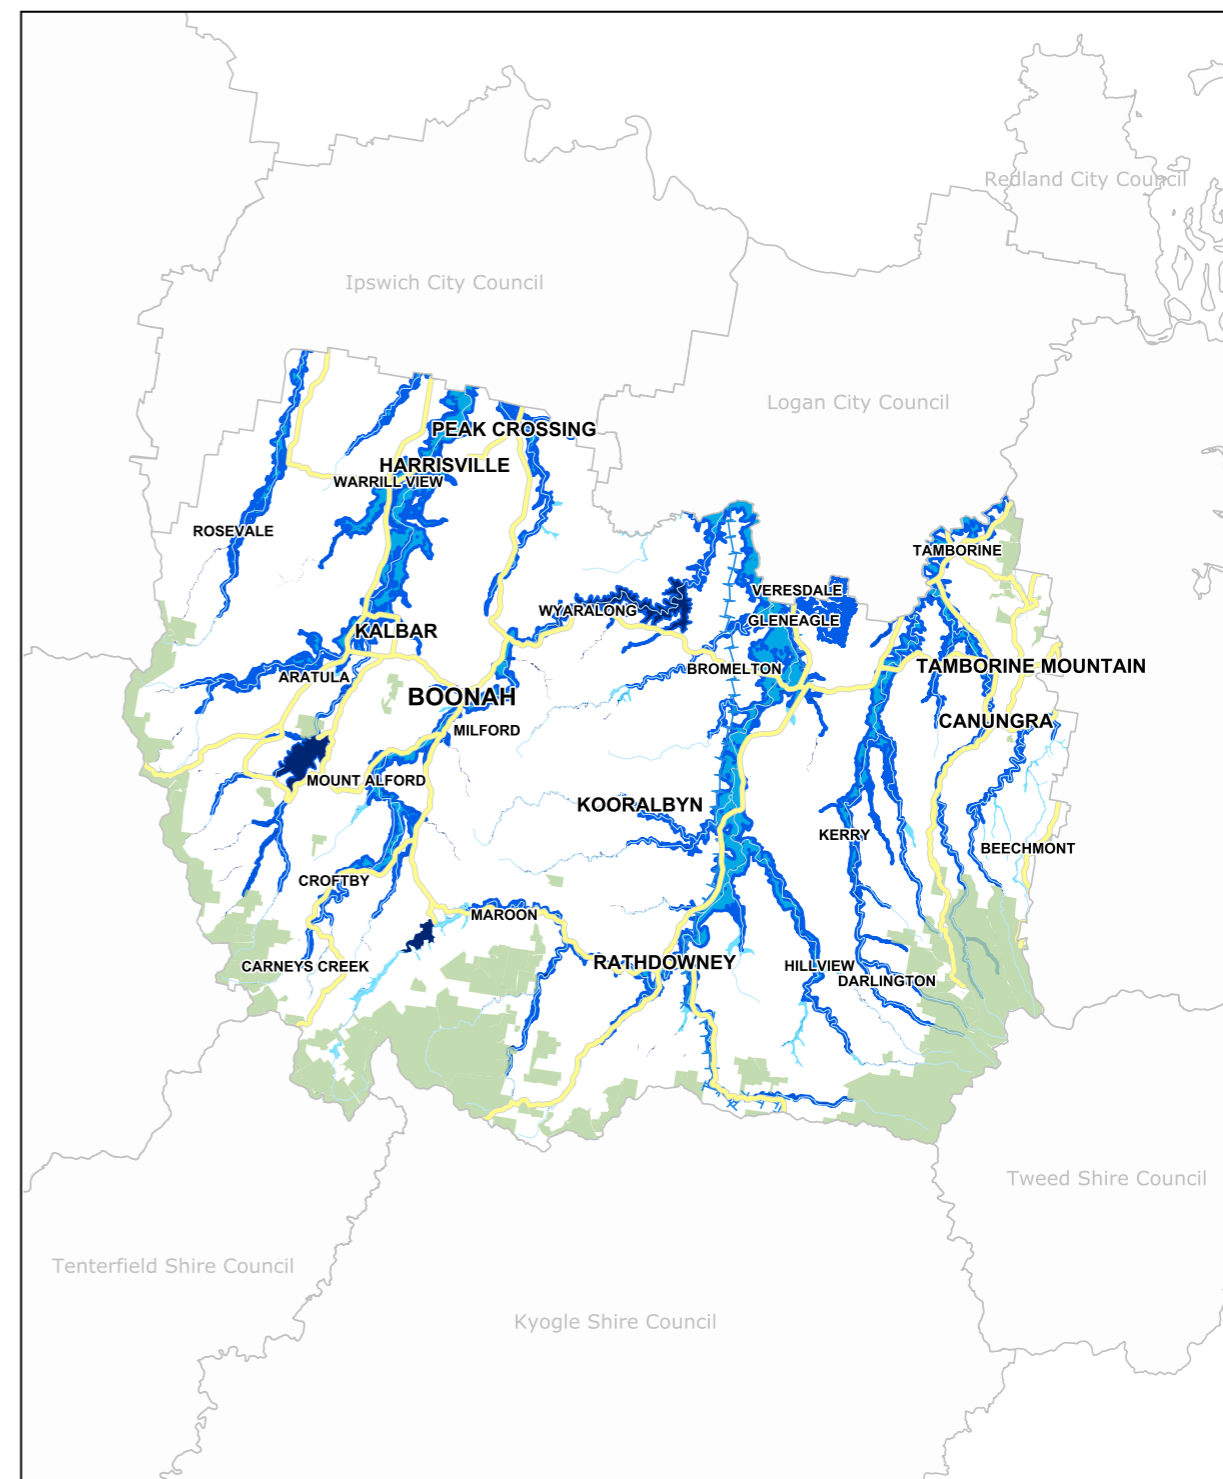 Redland City Council
Ipswich City Council
Logan City Council
PEAK CROSSING
HARRISVILLE
WARRILL VIEW
ROSEVALE
TAMBORINE
VERESDALE
WYARALONG
GLENEAGLE
KALBAR
TAMBORINE MOUNTAIN
BROMELTON
ARATULA
BOONAH
CANUNGRA
MILFORD
MOUNT ALFORD
KOORALBYN
KERRY
BEECHMONT
CROFTBY
MAROON
RATHDOWNEY
CARNEYS CREEK
HILLVIEW
DARLINGTON
Tweed Shire Council
Tenterfield Shire Council
Kyogle Shire Council